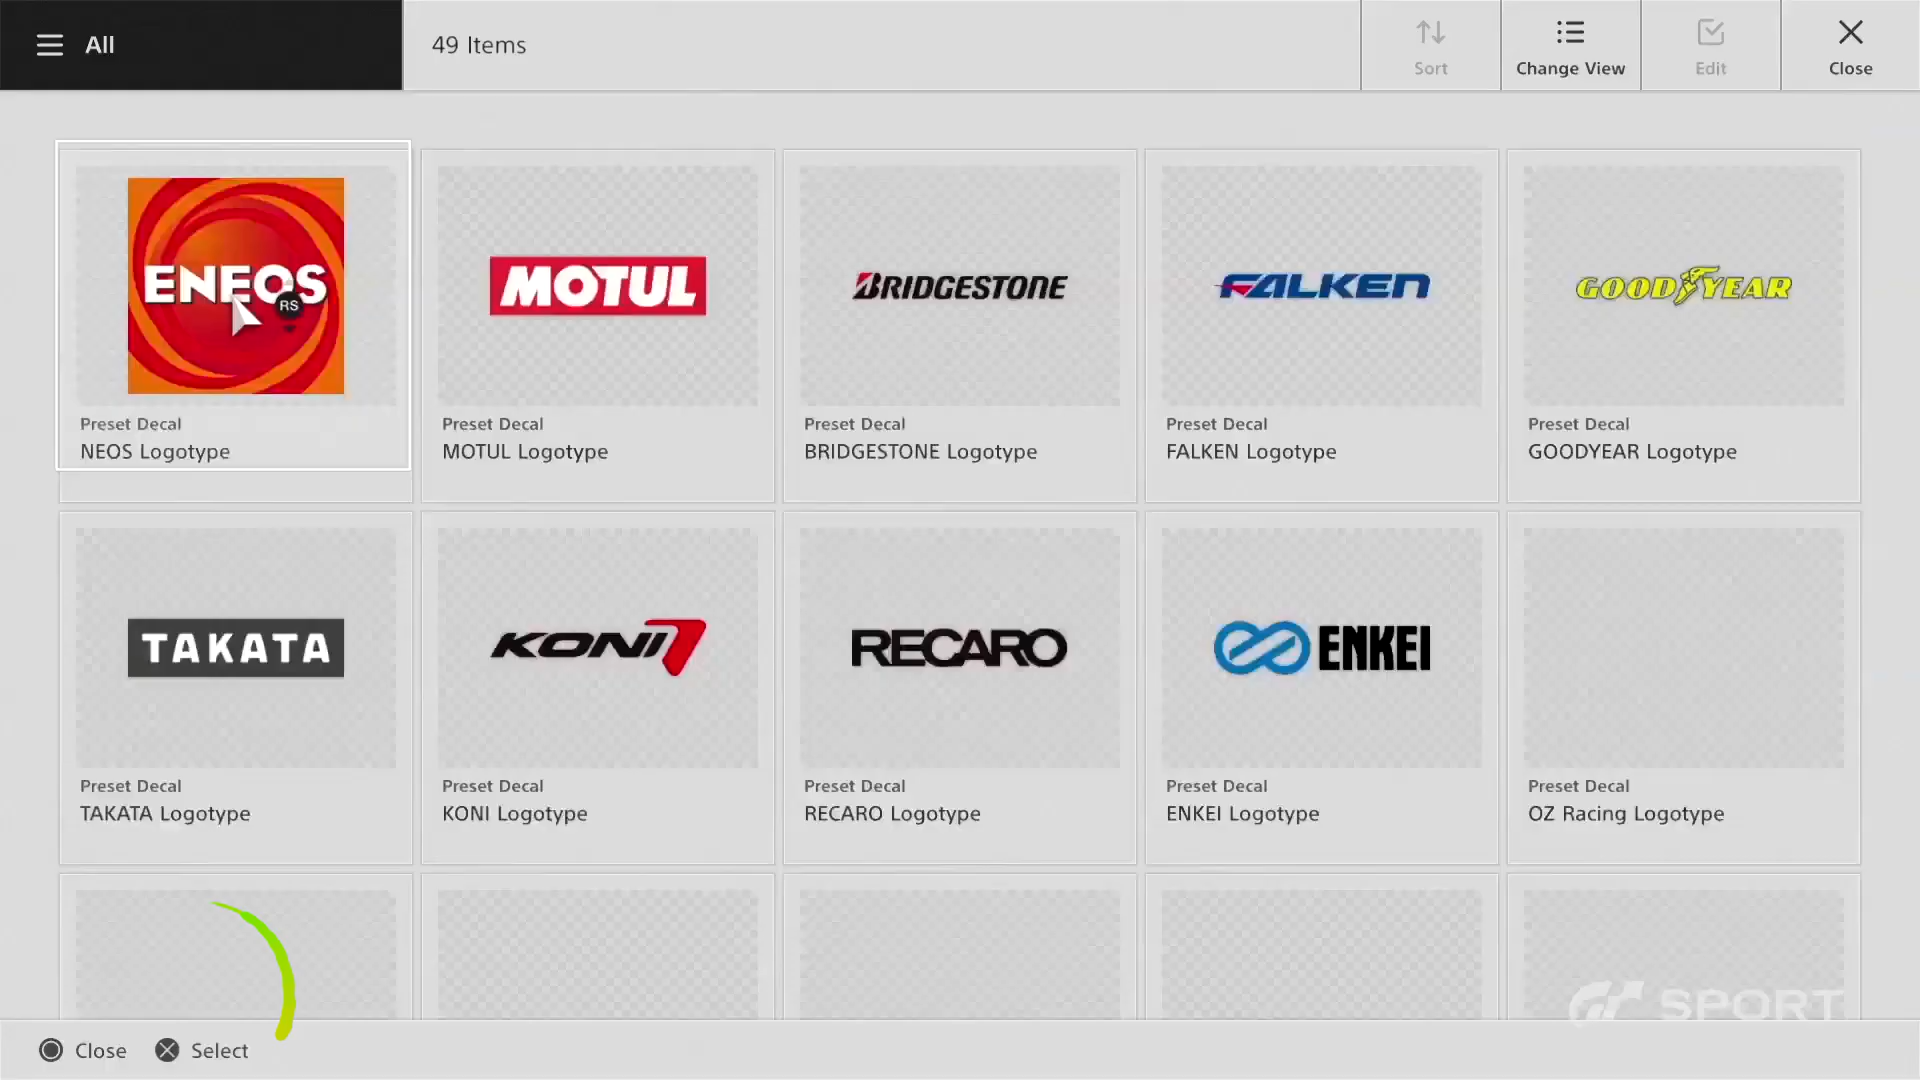 All
49 Items
Sort
Change View
Edit
Close
ENEOS
RS
MOTUL
BRIDGESTONE
FALKEN
GOODYEAR
Preset Decal
NEOS Logotype
Preset Decal
MOTUL Logotype
Preset Decal
BRIDGESTONE Logotype
Preset Decal
FALKEN Logotype
Preset Decal
GOODYEAR Logotype
TAKATA
KONI
RECARO
ENKEI
Preset Decal
TAKATA Logotype
Preset Decal
KONI Logotype
Preset Decal
RECARO Logotype
Preset Decal
ENKEI Logotype
Preset Decal
OZ Racing Logotype
GT SPORT
Close
Select